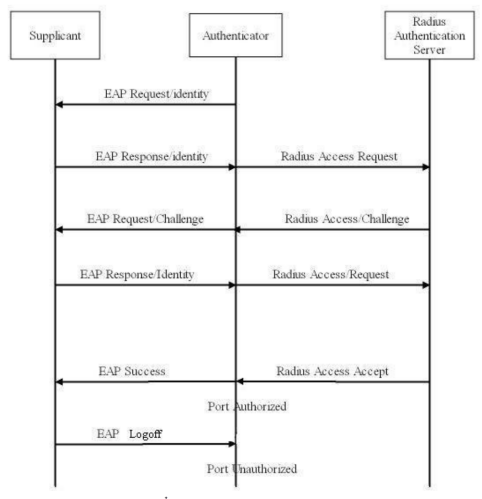 Supplicant
Authenticator
Radius
Authentication
Server
EAP Request/identity
EAP Response/identity
Radius Access Request
EAP Request/Challenge
Radius Access/Challenge
EAP Response/Identity
Radius Access/Request
EAP Success
Radius Access Accept
Port Authorized
EAP Logoff
Port Unauthorized